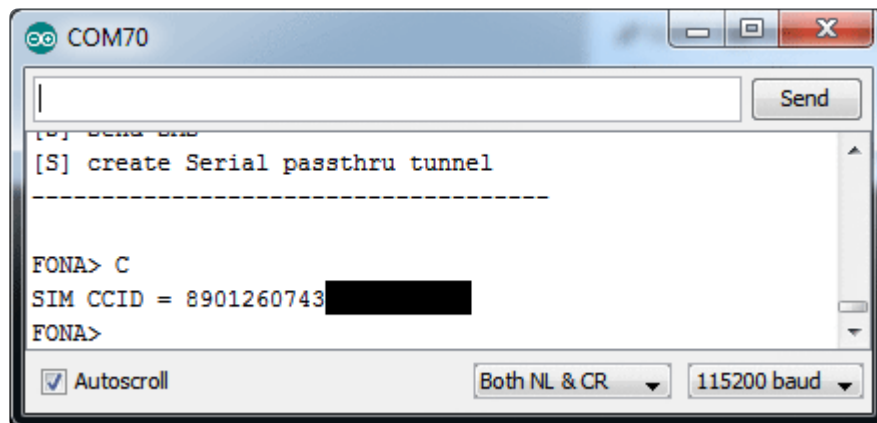 COM70
Send
[S] create Serial passthru tunnel
--------------------------------------
FONA> C
SIM CCID = 8901260743
FONA>
Autoscroll
Both NL & CR
115200 baud